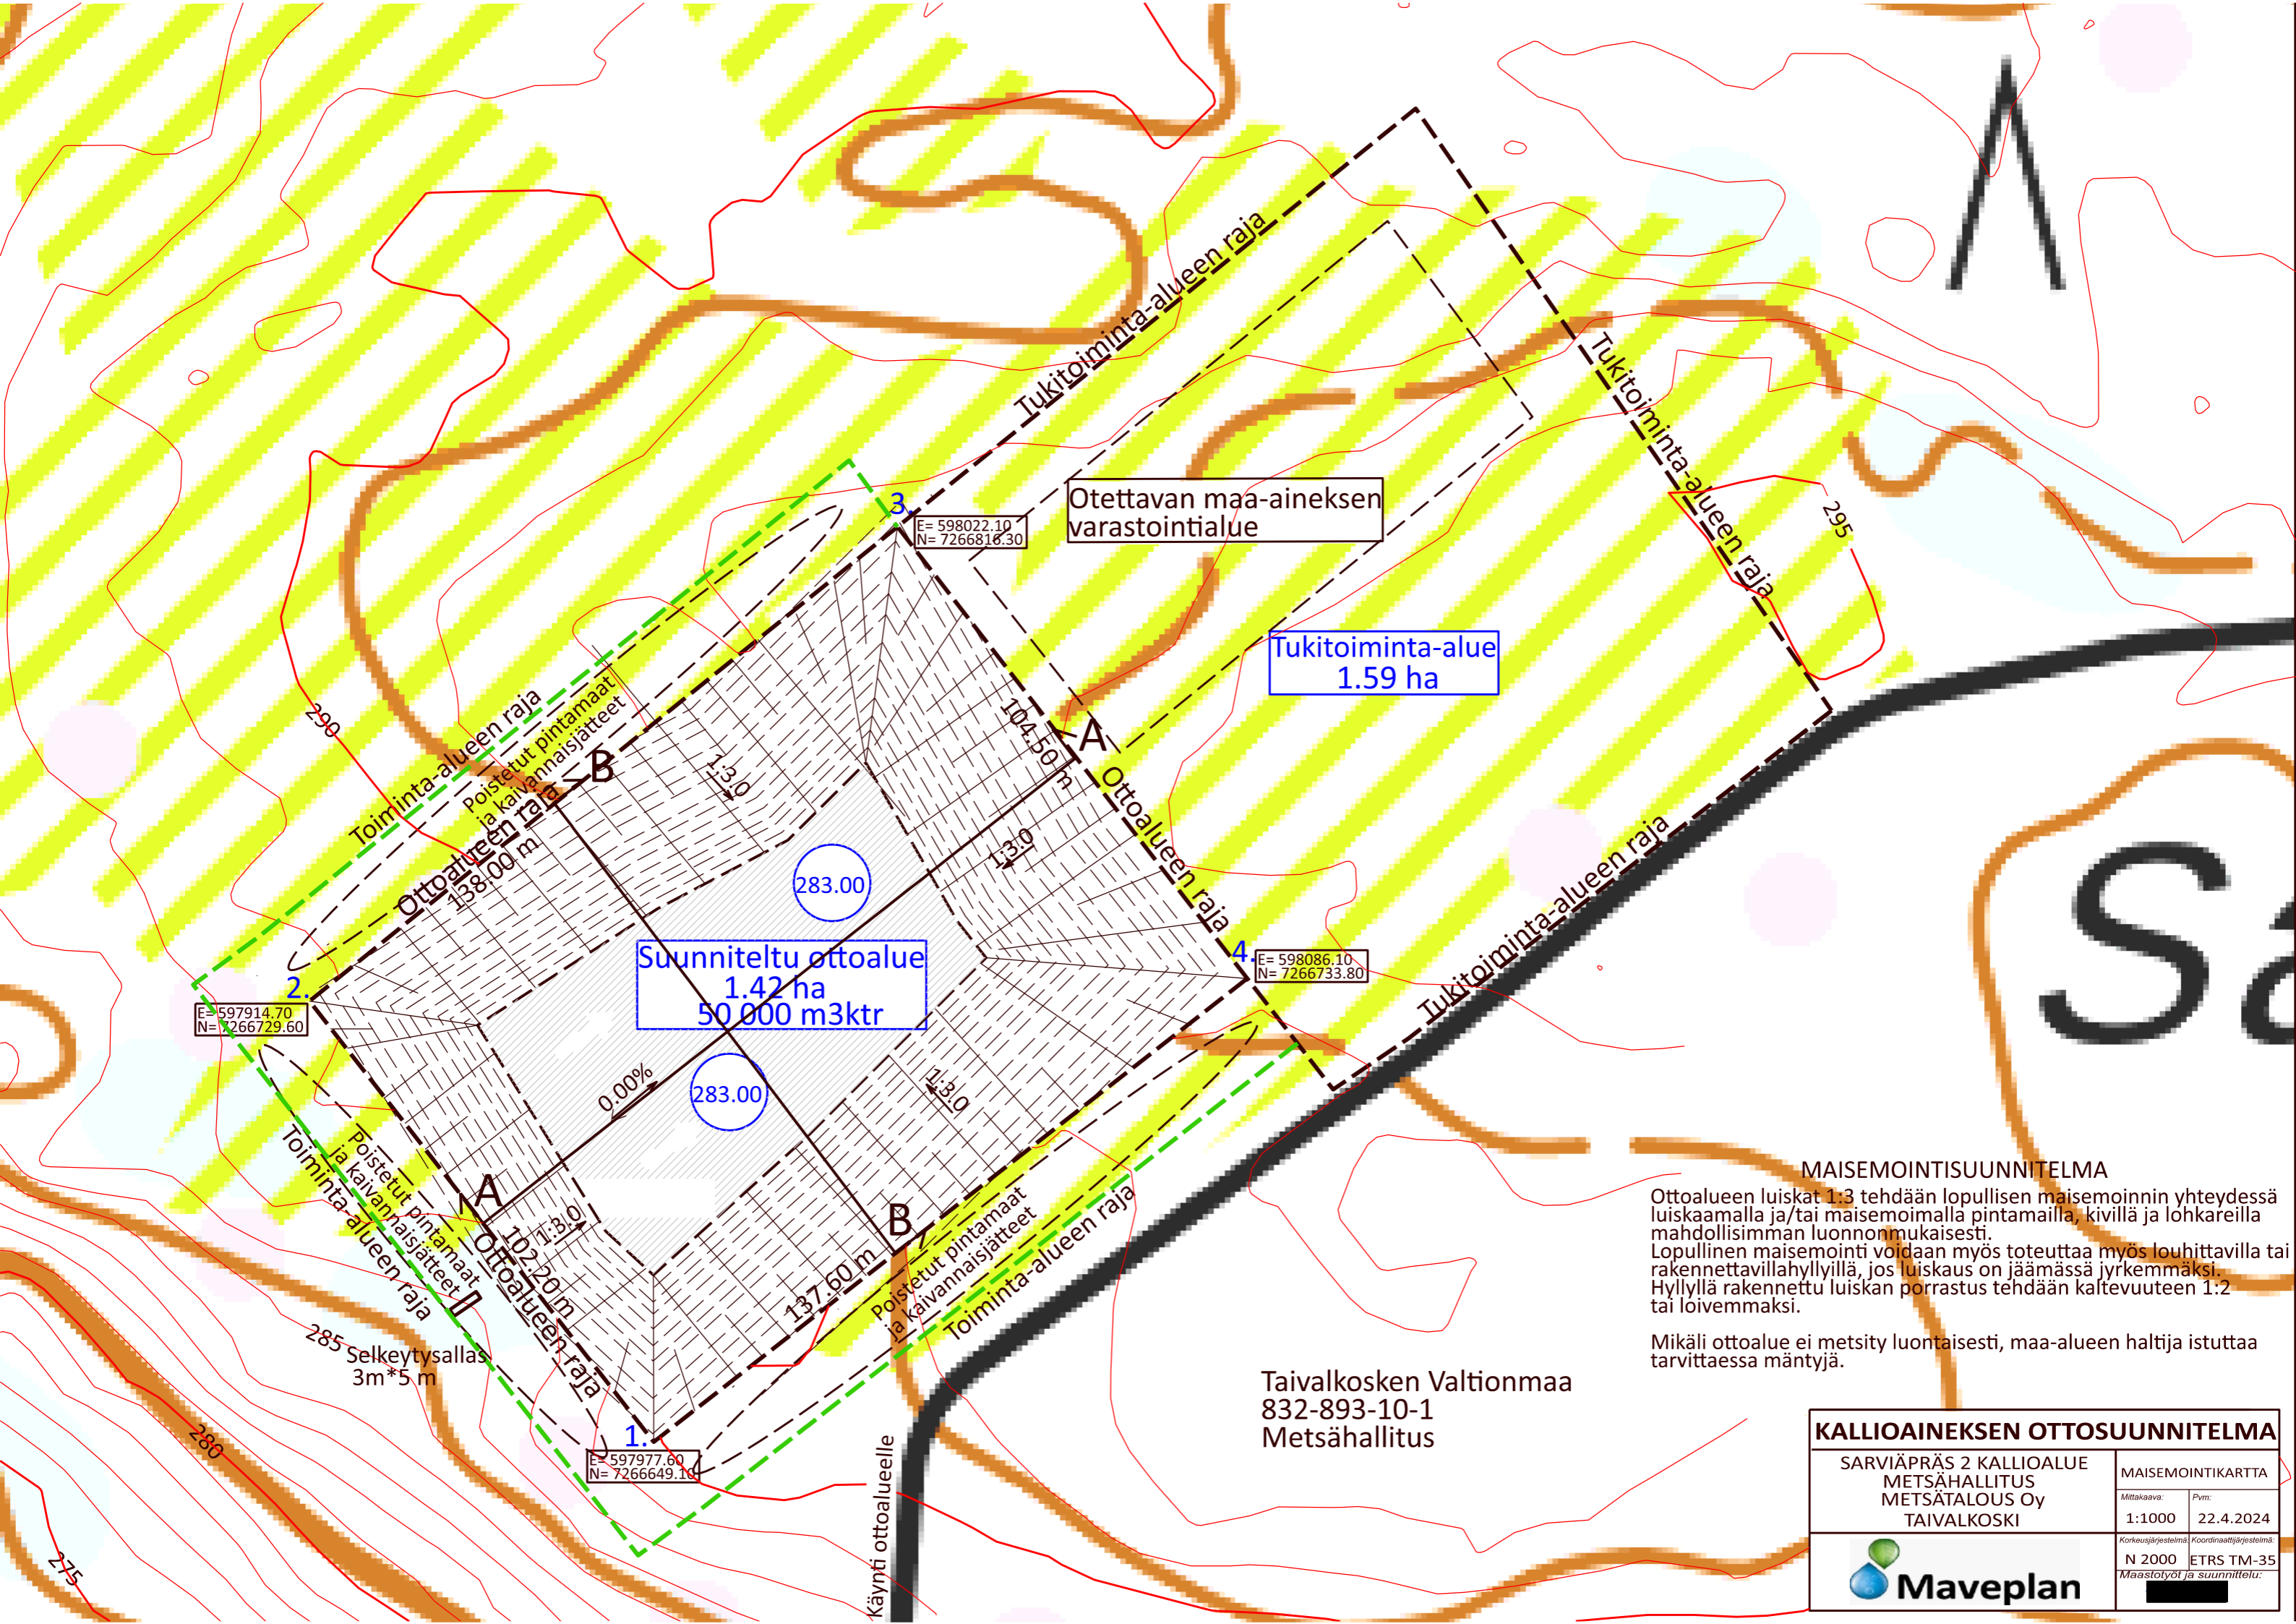 Tukitoiminta-alueen raja
Tukitoiminta-alueen raja
295
3.
E= 598022.10
N= 7266816.30
Otettavan maa-aineksen
varastointialue
Tukitoiminta-alue
1.59 ha
290
Toiminta-alueen raja
Poistetut pintamaat
ja kaivannaisjätteet
Ottoalueen raja
138.00 m
B
1:3.0
104.50 m
A
Ottoalueen raja
1:3.0
283.00
Suunniteltu ottoalue
1.42 ha
50 000 m3ktr
283.00
0.00%
1:3.0
2.
E= 597914.70
N= 7266729.60
4.
E= 598086.10
N= 7266733.80
Tukitoiminta-alueen raja
Toiminta-alueen raja
Poistetut pintamaat
ja kaivannaisjätteet
A
1:3.0
102.20 m
Ottoalueen raja
B
137.60 m
Poistetut pintamaat
ja kaivannaisjätteet
Toiminta-alueen raja
285
Selkeytysallas
3m*5 m
280
275
1.
E= 597977.60
N= 7266649.10
Käynti ottoalueelle
Taivalkosken Valtionmaa
832-893-10-1
Metsähallitus
MAISEMOINTISUUNNITELMA
Ottoalueen luiskat 1:3 tehdään lopullisen maisemoinnin yhteydessä
luiskaamalla ja/tai maisemoimalla pintamailla, kivillä ja lohkareilla
mahdollisimman luonnonmukaisesti.
Lopullinen maisemointi voidaan myös toteuttaa myös louhittavilla tai
rakennettavillahyllyillä, jos luiskaus on jäämässä jyrkemmäksi.
Hyllyllä rakennettu luiskan porrastus tehdään kaltevuuteen 1:2
tai loivemmaksi.
Mikäli ottoalue ei metsity luontaisesti, maa-alueen haltija istuttaa
tarvittaessa mäntyjä.
KALLIOAINEKSEN OTTOSUUNNITELMA
SARVIÄPRÄS 2 KALLIOALUE
METSÄHALLITUS
METSÄTALOUS Oy
TAIVALKOSKI
MAISEMOINTIKARTTA
Mittakaava:
1:1000
Pvm:
22.4.2024
Korkeusjärjestelmä:
N 2000
Koordinaattijärjestelmä:
ETRS TM-35
Maastotyöt ja suunnittelu:
Maveplan